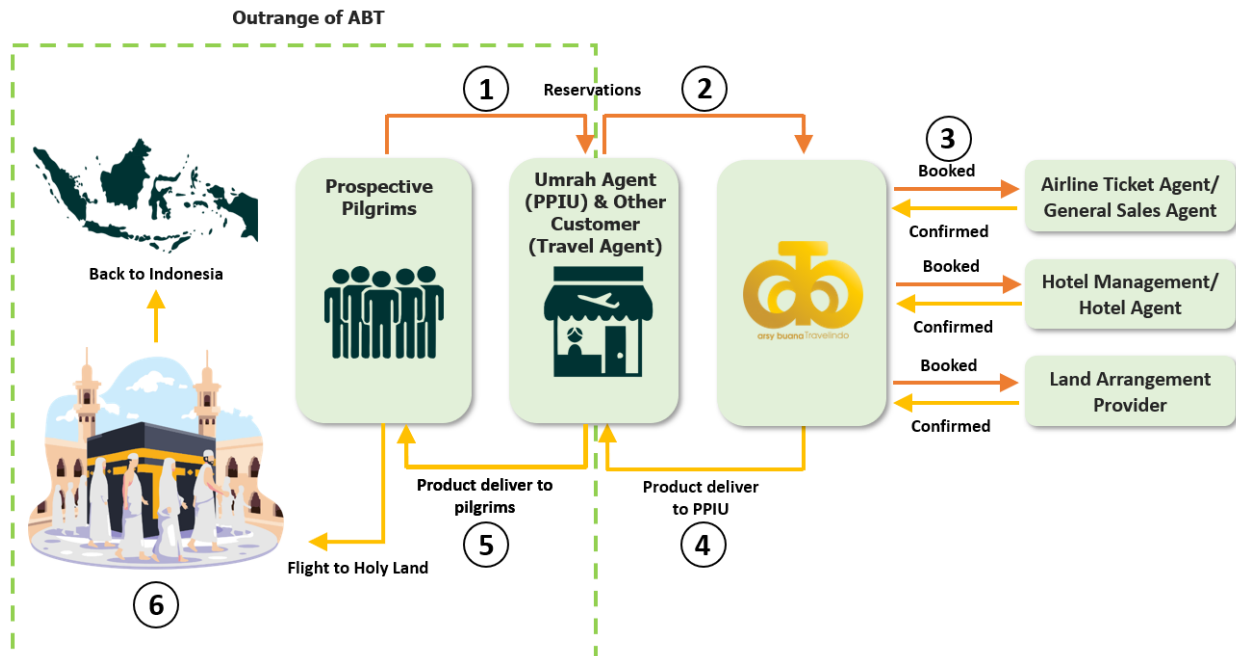 Outrange of ABT
1
Reservations
2
3
Prospective
Pilgrims
Umrah Agent
(PPIU) & Other
Customer
(Travel Agent)
arsy buana Travelindo
Booked
Confirmed
Airline Ticket Agent/
General Sales Agent
Booked
Confirmed
Hotel Management/
Hotel Agent
Booked
Confirmed
Land Arrangement
Provider
Back to Indonesia
Product deliver to
pilgrims
5
Product deliver
to PPIU
4
Flight to Holy Land
6